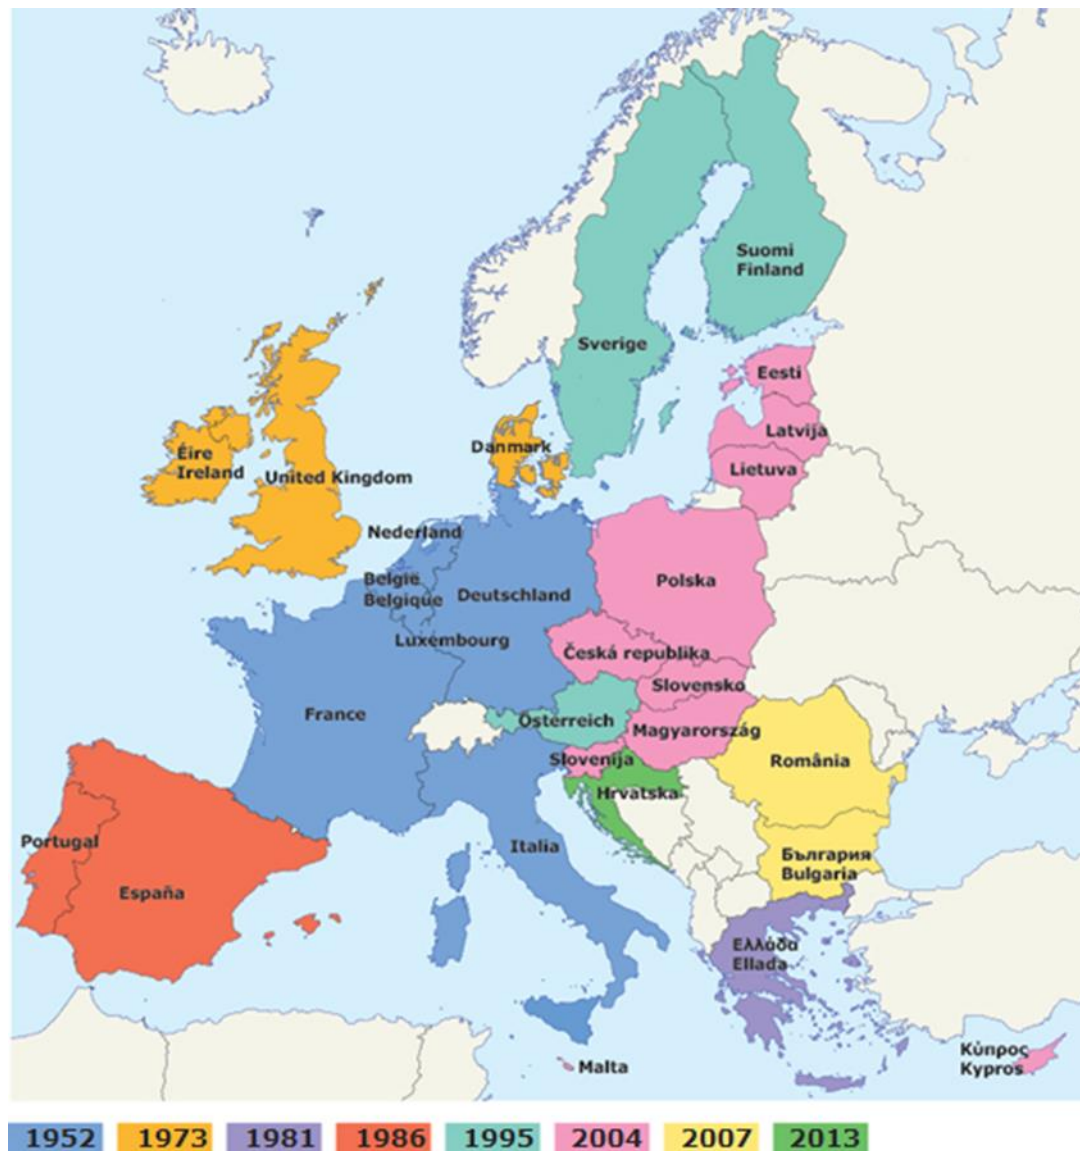 Suomi
Finland
Sverige
Eesti
Latvija
Lietuva
Danmark
Éire
Ireland
United Kingdom
Nederland
België
Belgique
Deutschland
Luxembourg
Polska
Česká republika
Slovensko
France
Österreich
Magyarország
Slovenija
Hrvatska
România
Portugal
España
Italia
България
Bulgaria
Ελλάδα
Ellada
Malta
Κύπρος
Kypros
1952 1973 1981 1986 1995 2004 2007 2013